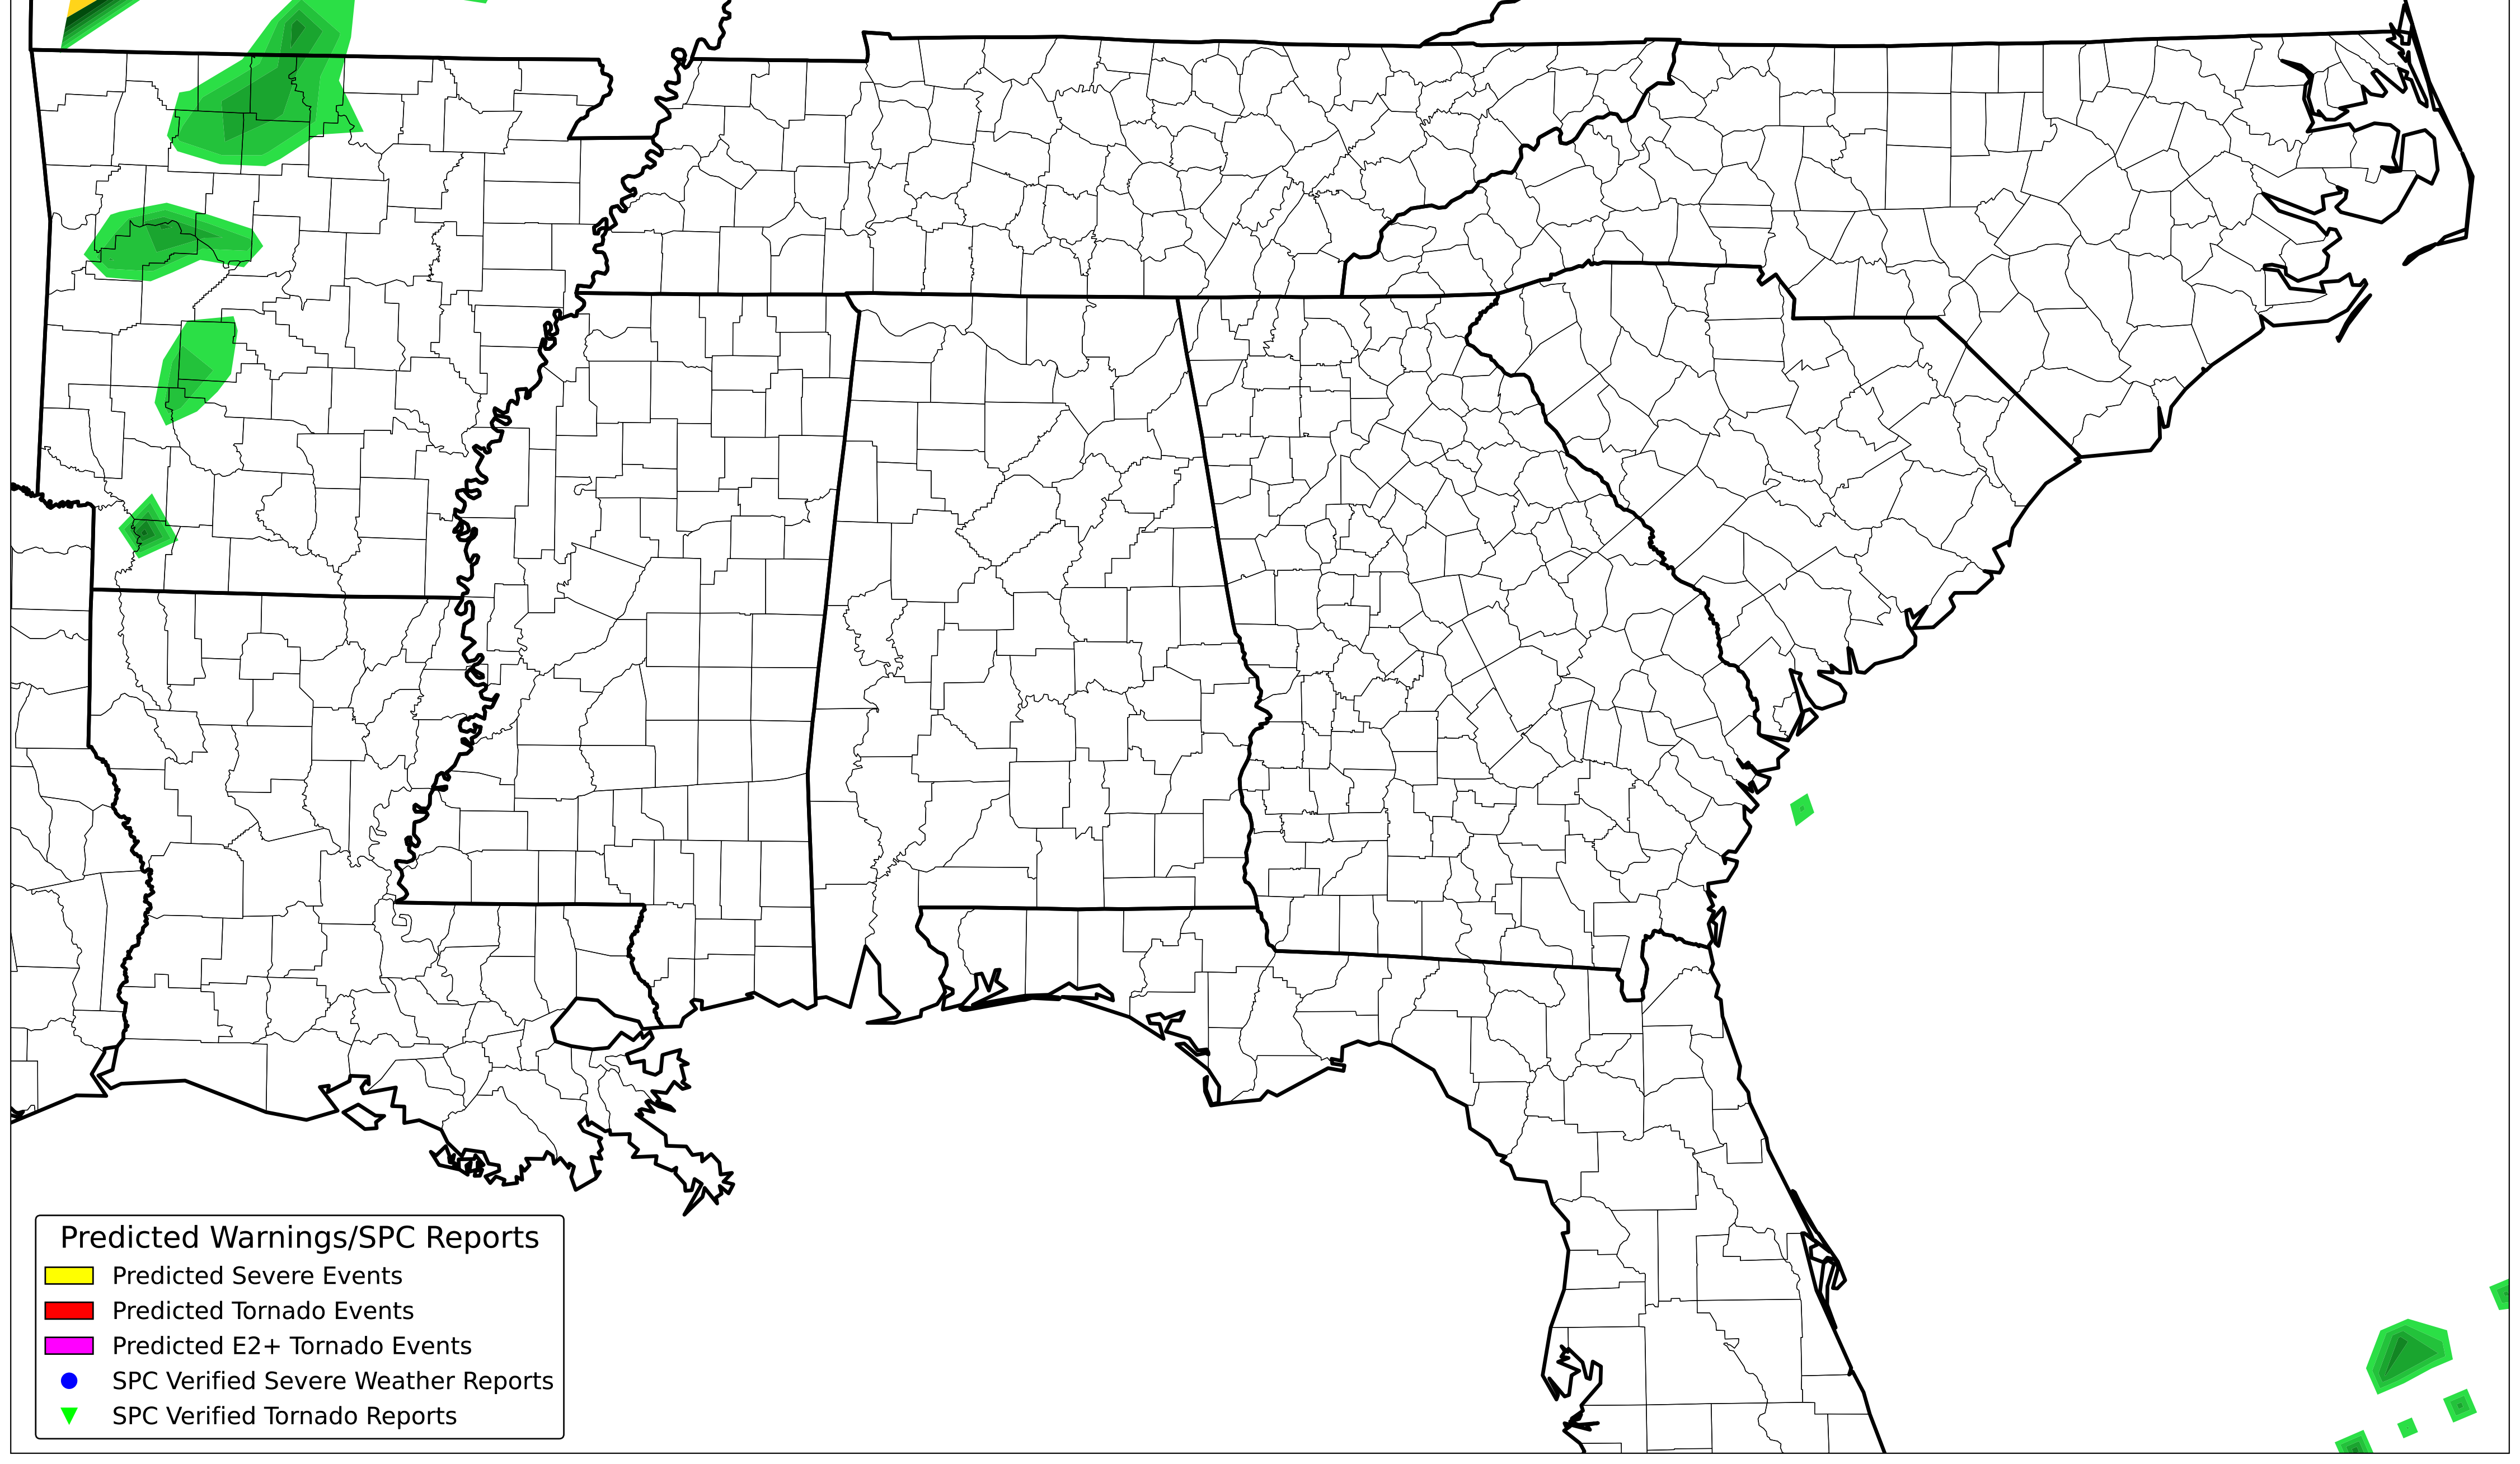 Predicted Warnings/SPC Reports
Predicted Severe Events
Predicted Tornado Events
Predicted E2+ Tornado Events
SPC Verified Severe Weather Reports
SPC Verified Tornado Reports